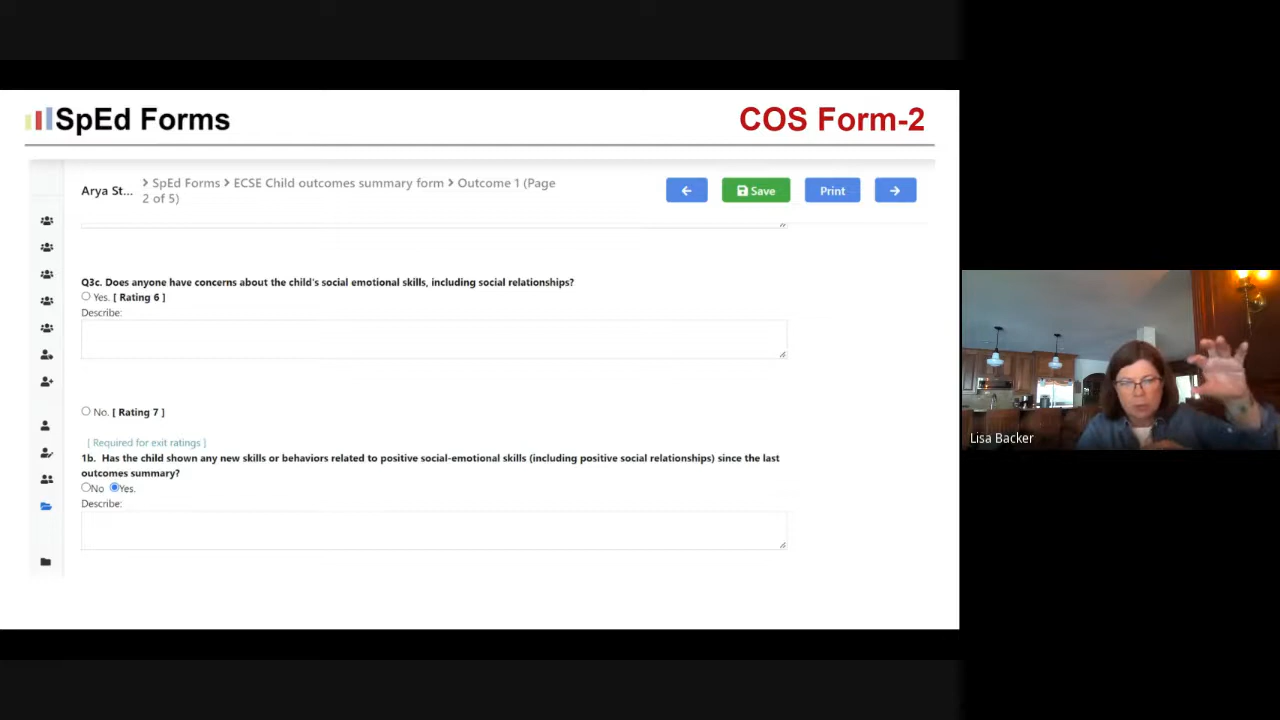 SpEd Forms
COS Form-2
Arya St...
> SpEd Forms > ECSE Child outcomes summary form > Outcome 1 (Page
2 of 5)
Save
Print
Q3c. Does anyone have concerns about the child's social emotional skills, including social relationships?
Yes. [ Rating 6 ]
Describe:
No. [ Rating 7 ]
[ Required for exit ratings ]
1b. Has the child shown any new skills or behaviors related to positive social-emotional skills (including positive social relationships) since the last
outcomes summary?
No Yes.
Describe:
Lisa Backer